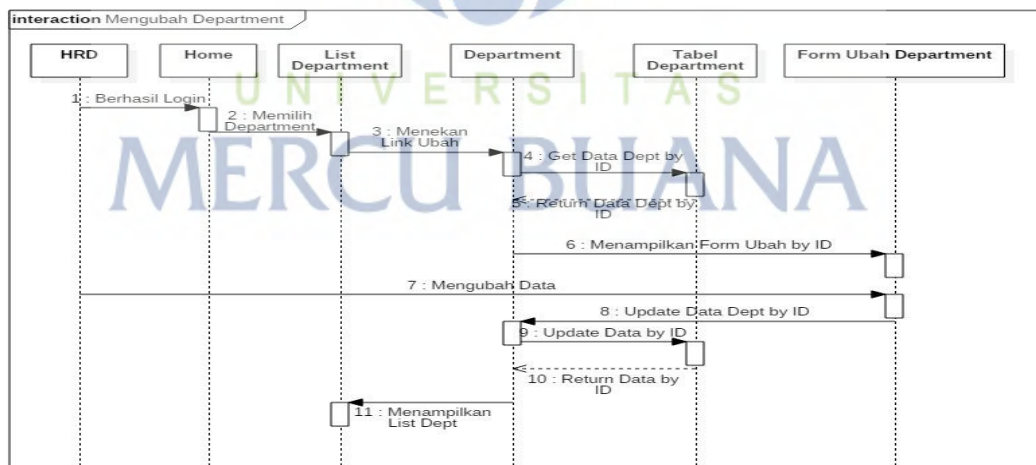 interaction Mengubah Department
HRD
Home
List
Department
Department
Tabel
Department
Form Ubah Department
UNIVERSITAS
MERCU BUANA
1 : Berhasil Login
2 : Memilih
Department
3 : Menekan
Link Ubah
4 : Get Data Dept by
ID
5 : Return Data Dept by
ID
6 : Menampilkan Form Ubah by ID
7 : Mengubah Data
8 : Update Data Dept by ID
9 : Update Data by ID
10 : Return Data by
ID
11 : Menampilkan
List Dept